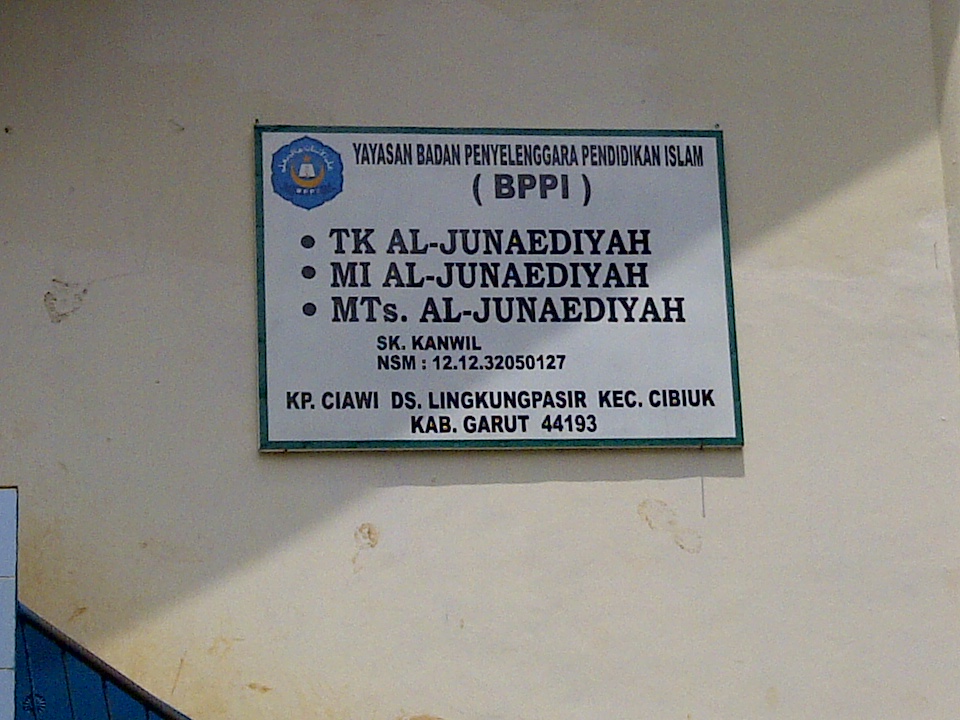 YAYASAN BADAN PENYELENGGARA PENDIDIKAN ISLAM
( BPPI )
• TK AL-JUNAEDIYAH
• MI AL-JUNAEDIYAH
• MTs. AL-JUNAEDIYAH
SK. KANWIL
NSM : 12.12.32050127
KP. CIAWI DS. LINGKUNGPASIR KEC. CIBIUK
KAB. GARUT 44193
BPPI